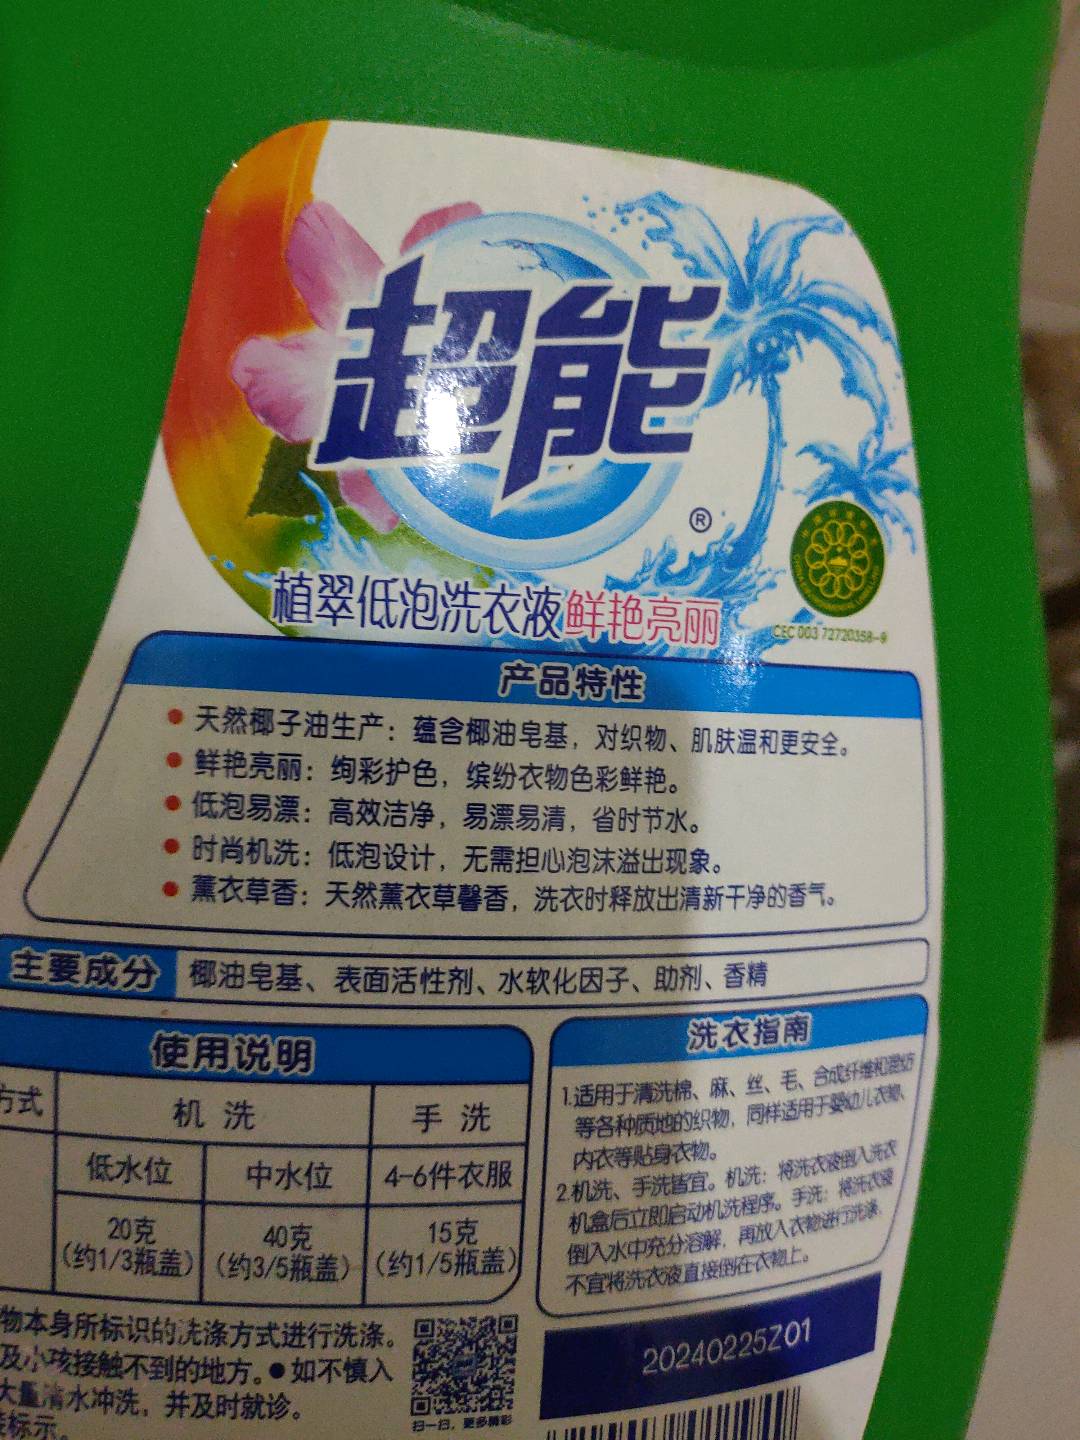 超能
®
植翠低泡洗衣液鲜艳亮丽
CEC 003 72720358-9
产品特性
● 天然椰子油生产：蕴含椰油皂基，对织物、肌肤温和更安全。
● 鲜艳亮丽：绚彩护色，缤纷衣物色彩鲜艳。
● 低泡易漂：高效洁净，易漂易清，省时节水。
● 时尚机洗：低泡设计，无需担心泡沫溢出现象。
● 薰衣草香：天然薰衣草馨香，洗衣时释放出清新干净的香气。
主要成分 椰油皂基、表面活性剂、水软化因子、助剂、香精
使用说明
方式 机洗 手洗
低水位 中水位 4-6件衣服
20克 40克 15克
（约1/3瓶盖） （约3/5瓶盖） （约1/5瓶盖）
洗衣指南
1.适用于清洗棉、麻、丝、毛、合成纤维和混纺
等各种质地的织物，同样适用于婴幼儿衣物、
内衣等贴身衣物。
2.机洗、手洗皆宜。机洗：将洗衣液倒入洗衣
机盒后立即启动机洗程序。手洗：将洗衣液
倒入水中充分溶解，再放入衣物进行洗涤，
不宜将洗衣液直接倒在衣物上。
物本身所标识的洗涤方式进行洗涤。
及小孩接触不到的地方。●如不慎入
大量清水冲洗，并及时就诊。
标示。
扫一扫，更多精彩
20240225Z01